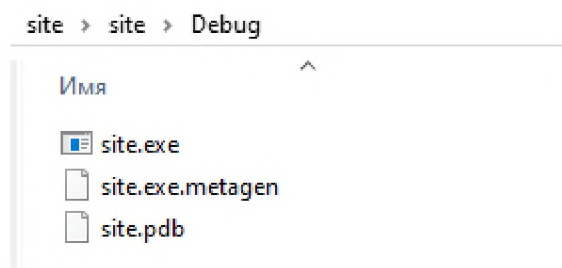 site > site > Debug
Имя
site.exe
site.exe.metagen
site.pdb